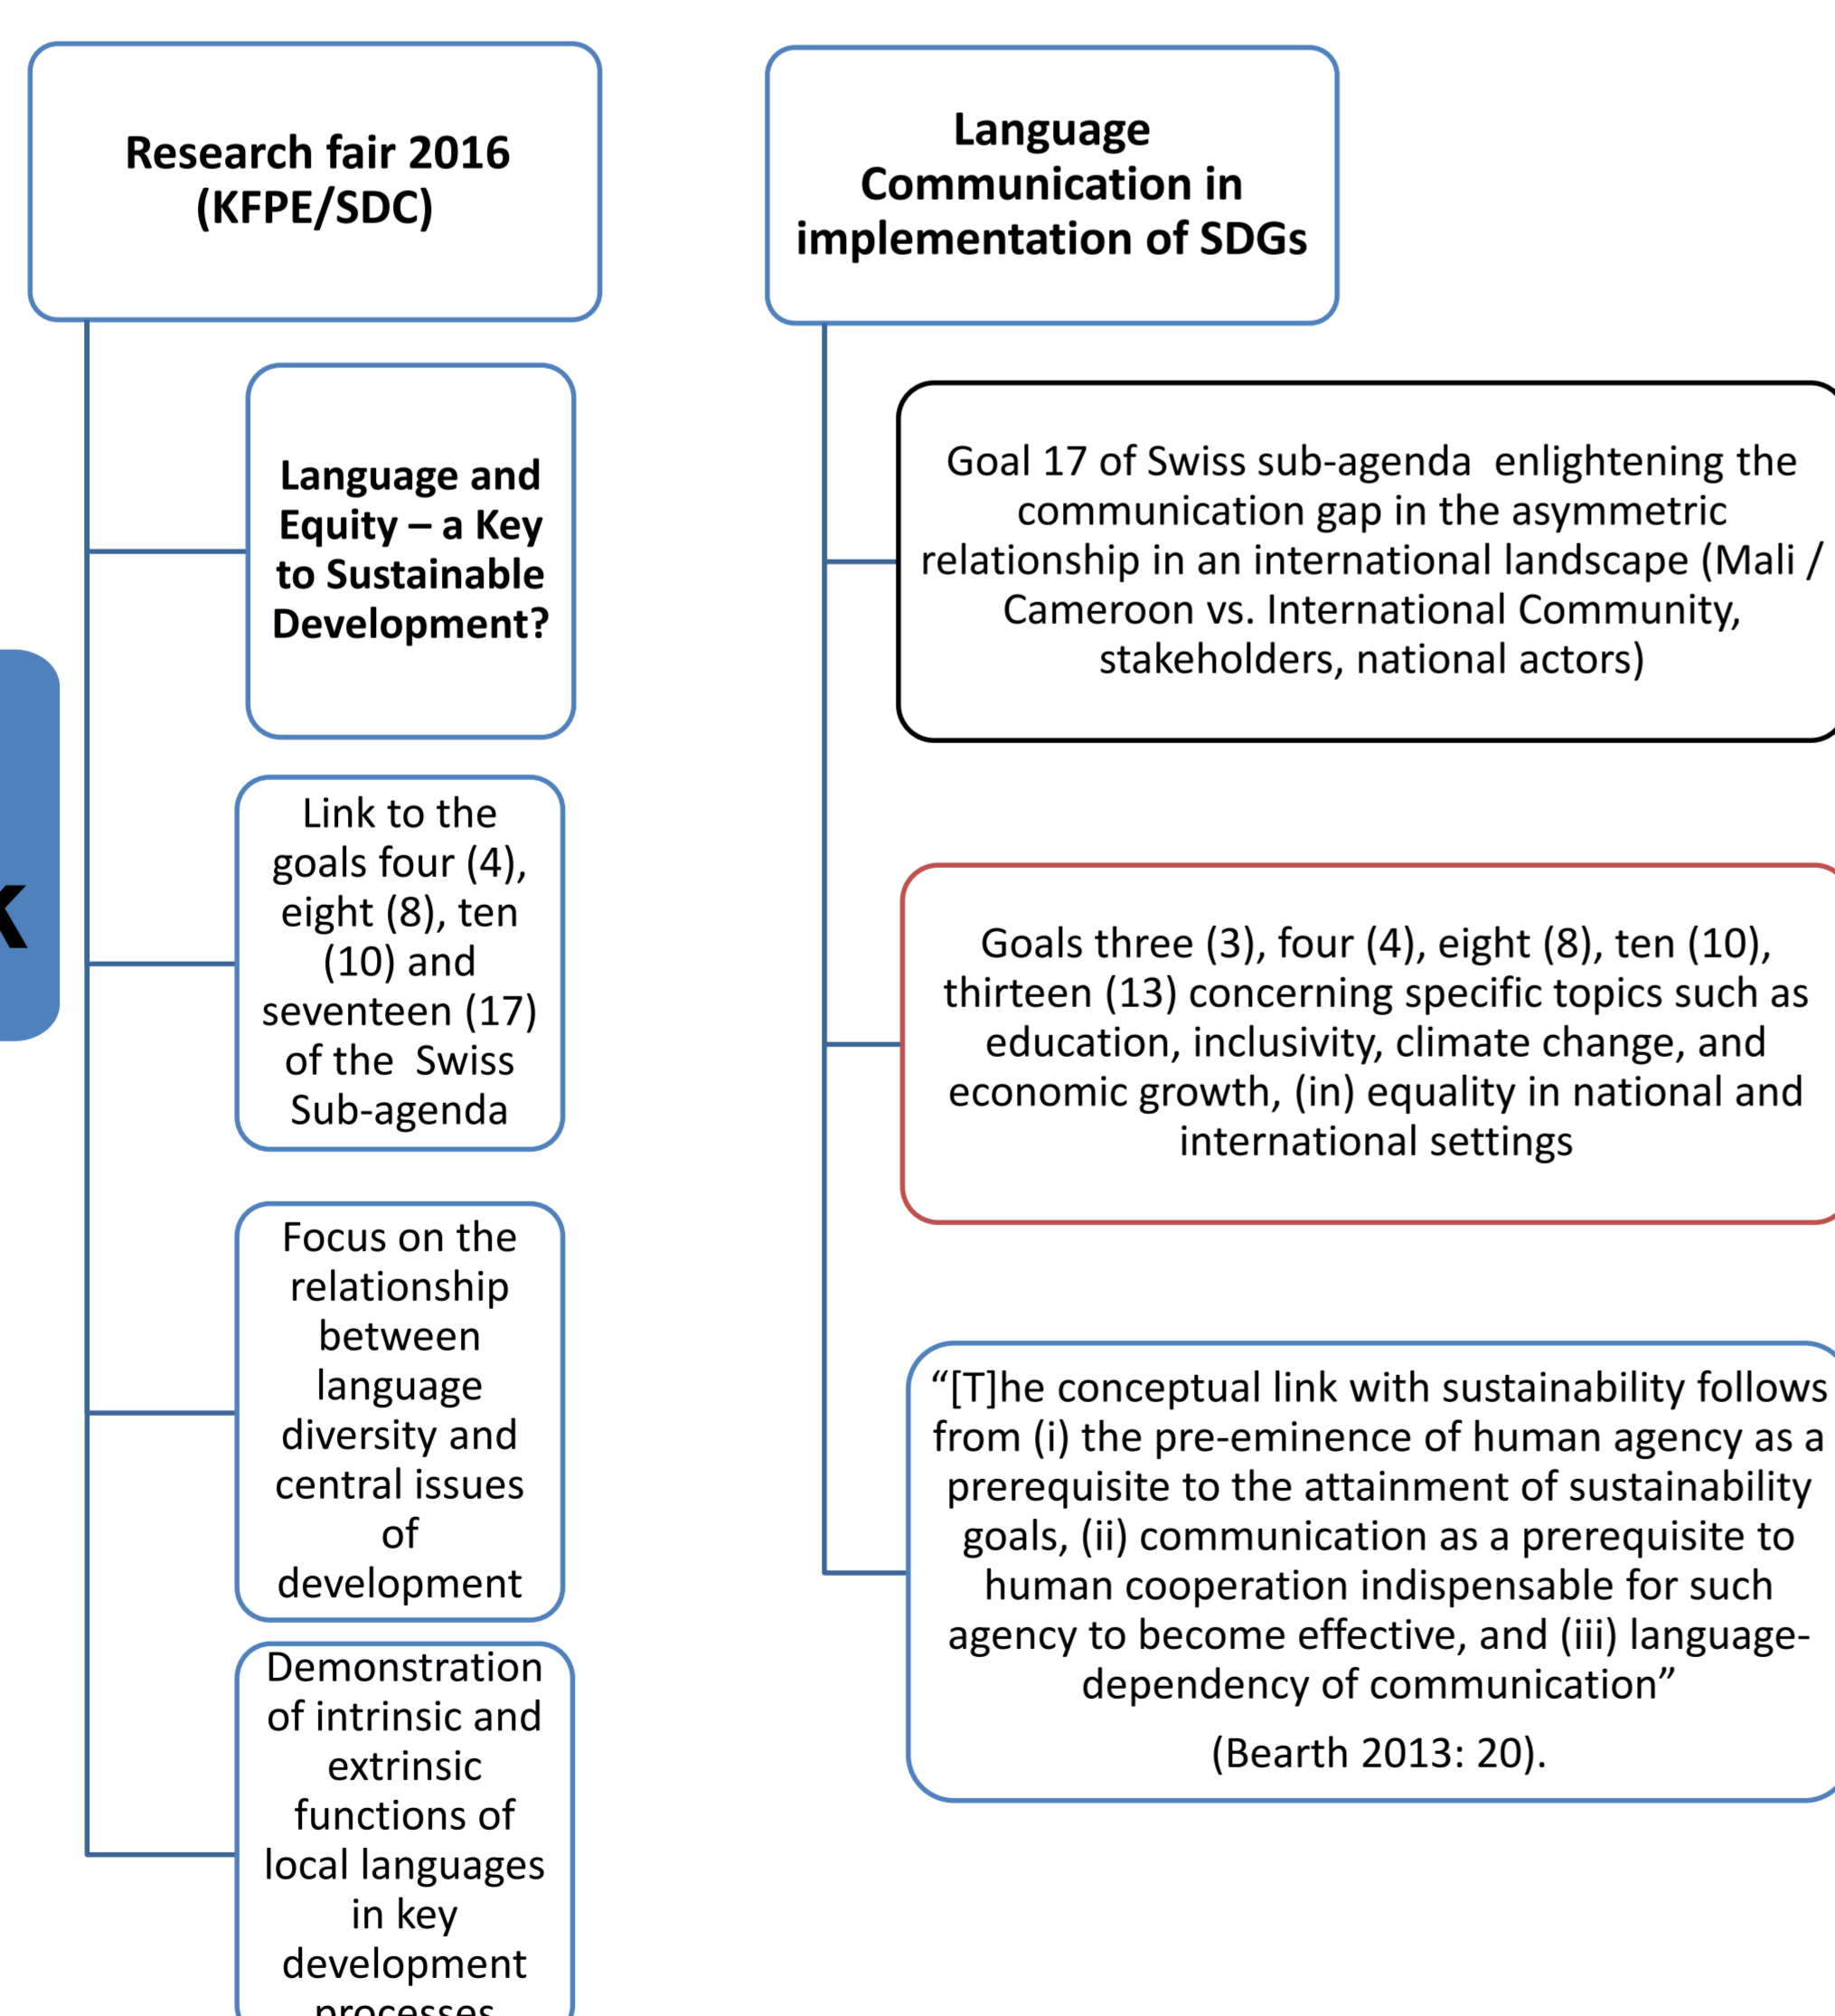 Research fair 2016
(KFPE/SDC)
Language and
Equity – a Key
to Sustainable
Development?
Link to the
goals four (4),
eight (8), ten
(10) and
seventeen (17)
of the  Swiss
Sub-agenda
Focus on the
relationship
between
language
diversity and
central issues
of
development
Demonstration
of intrinsic and
extrinsic
functions of
local languages
in key
development
processes
Language
Communication in
implementation of SDGs
Goal 17 of Swiss sub-agenda  enlightening the
communication gap in the asymmetric
relationship in an international landscape (Mali /
Cameroon vs. International Community,
stakeholders, national actors)
Goals three (3), four (4), eight (8), ten (10),
thirteen (13) concerning specific topics such as
education, inclusivity, climate change, and
economic growth, (in) equality in national and
international settings
“[T]he conceptual link with sustainability follows
from (i) the pre-eminence of human agency as a
prerequisite to the attainment of sustainability
goals, (ii) communication as a prerequisite to
human cooperation indispensable for such
agency to become effective, and (iii) language-
dependency of communication”
(Bearth 2013: 20).